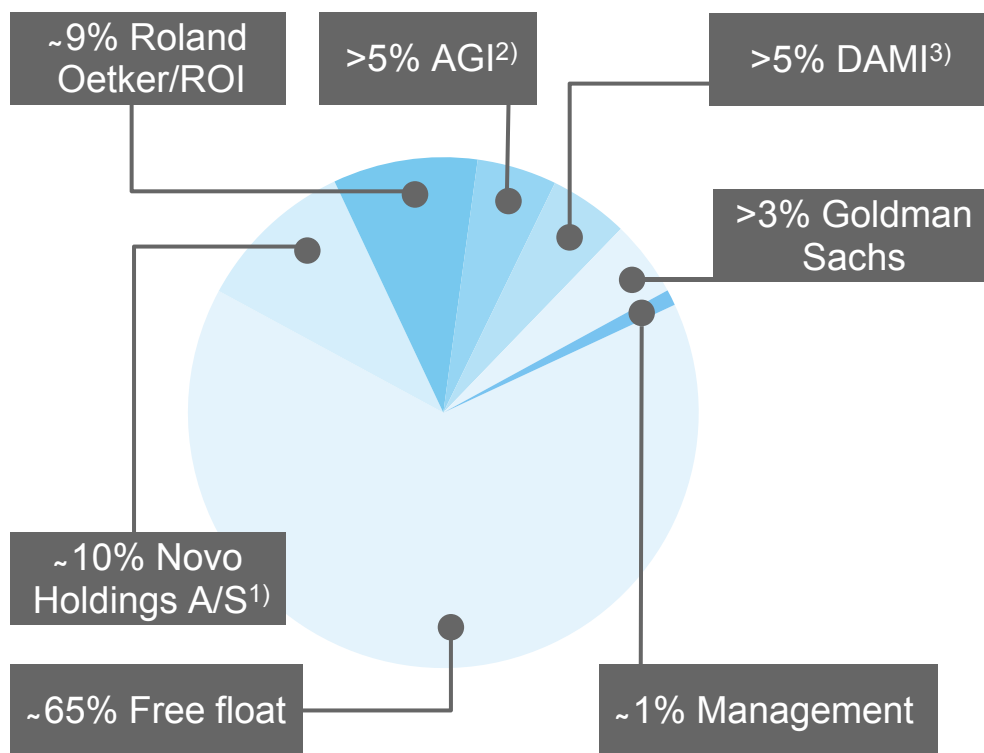 ~9% Roland
Oetker/ROI
>5% AGI2)
>5% DAMI3)
>3% Goldman
Sachs
~10% Novo
Holdings A/S1)
~65% Free float
~1% Management